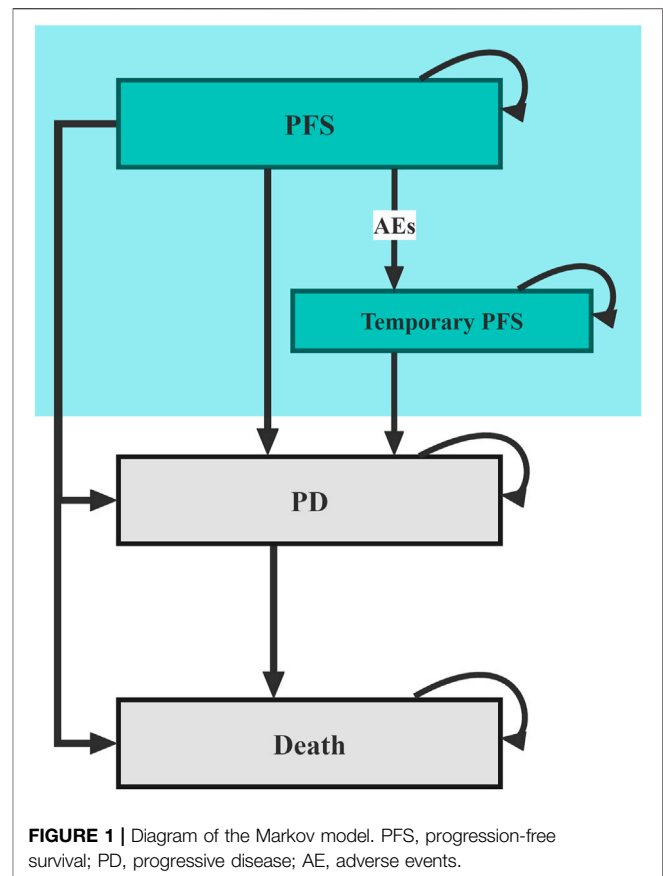 PFS
AEs
Temporary PFS
PD
Death
FIGURE 1 | Diagram of the Markov model. PFS, progression-free
survival; PD, progressive disease; AE, adverse events.